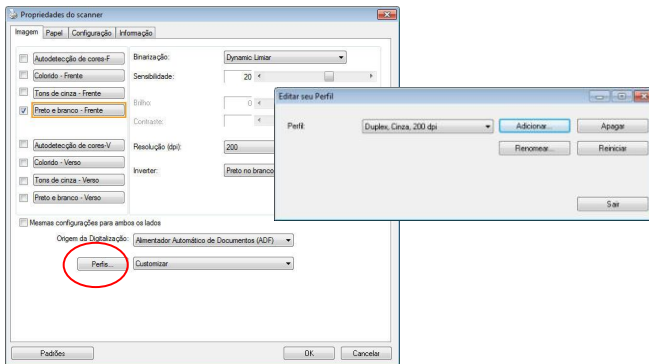 Propriedades do scanner
Imagem Papel Configuração Informação
Autodetecção de cores-F
Binarização: Dynamic Limiar
Colorido - Frente
Sensibilidade: 20
Tons de cinza - Frente
Brilho: 0
Preto e branco - Frente
Contraste:
Autodetecção de cores-V
Resolução (dpi): 200
Colorido - Verso
Inverter: Preto no branco
Tons de cinza - Verso
Preto e branco - Verso
Mesmas configurações para ambos os lados
Origem da Digitalização: Alimentador Automático de Documentos (ADF)
Perfis... Customizar
Padrões OK Cancelar
Editar seu Perfil
Perfil: Duplex, Cinza, 200 dpi Adicionar... Apagar
Renomear... Reiniciar
Sair